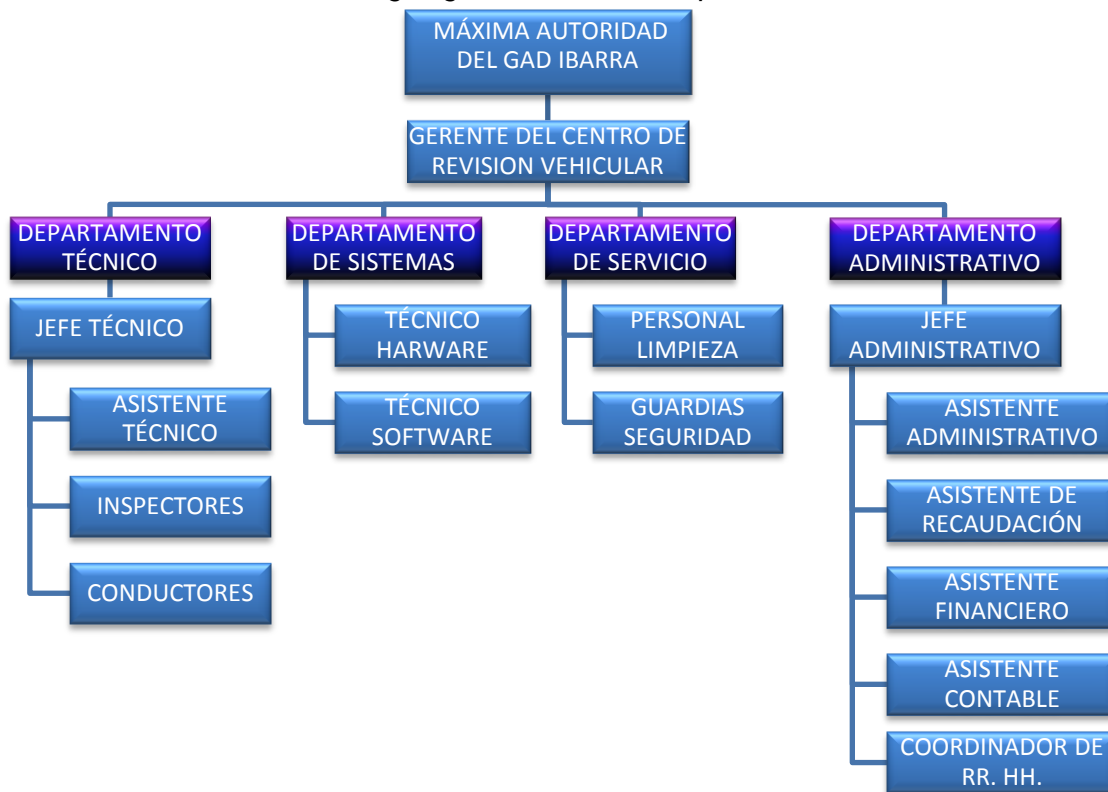 MÁXIMA AUTORIDAD
DEL GAD IBARRA
GERENTE DEL CENTRO DE
REVISION VEHICULAR
DEPARTAMENTO
TÉCNICO
JEFE TÉCNICO
ASISTENTE
TÉCNICO
INSPECTORES
CONDUCTORES
DEPARTAMENTO
DE SISTEMAS
TÉCNICO
HARWARE
TÉCNICO
SOFTWARE
DEPARTAMENTO
DE SERVICIO
PERSONAL
LIMPIEZA
GUARDIAS
SEGURIDAD
DEPARTAMENTO
ADMINISTRATIVO
JEFE
ADMINISTRATIVO
ASISTENTE
ADMINISTRATIVO
ASISTENTE DE
RECAUDACIÓN
ASISTENTE
FINANCIERO
ASISTENTE
CONTABLE
COORDINADOR DE
RR. HH.